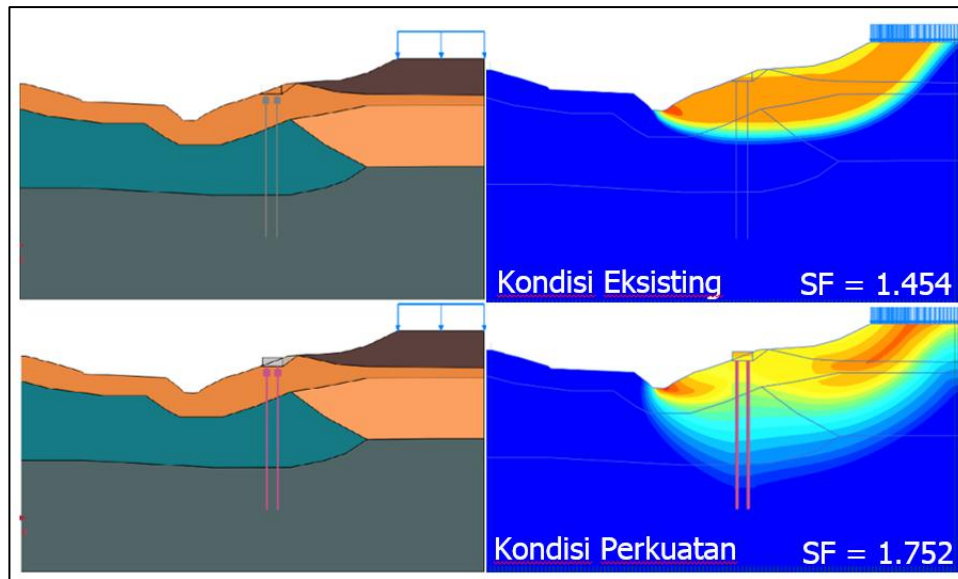 Kondisi Eksisting SF = 1.454
Kondisi Perkuatan SF = 1.752